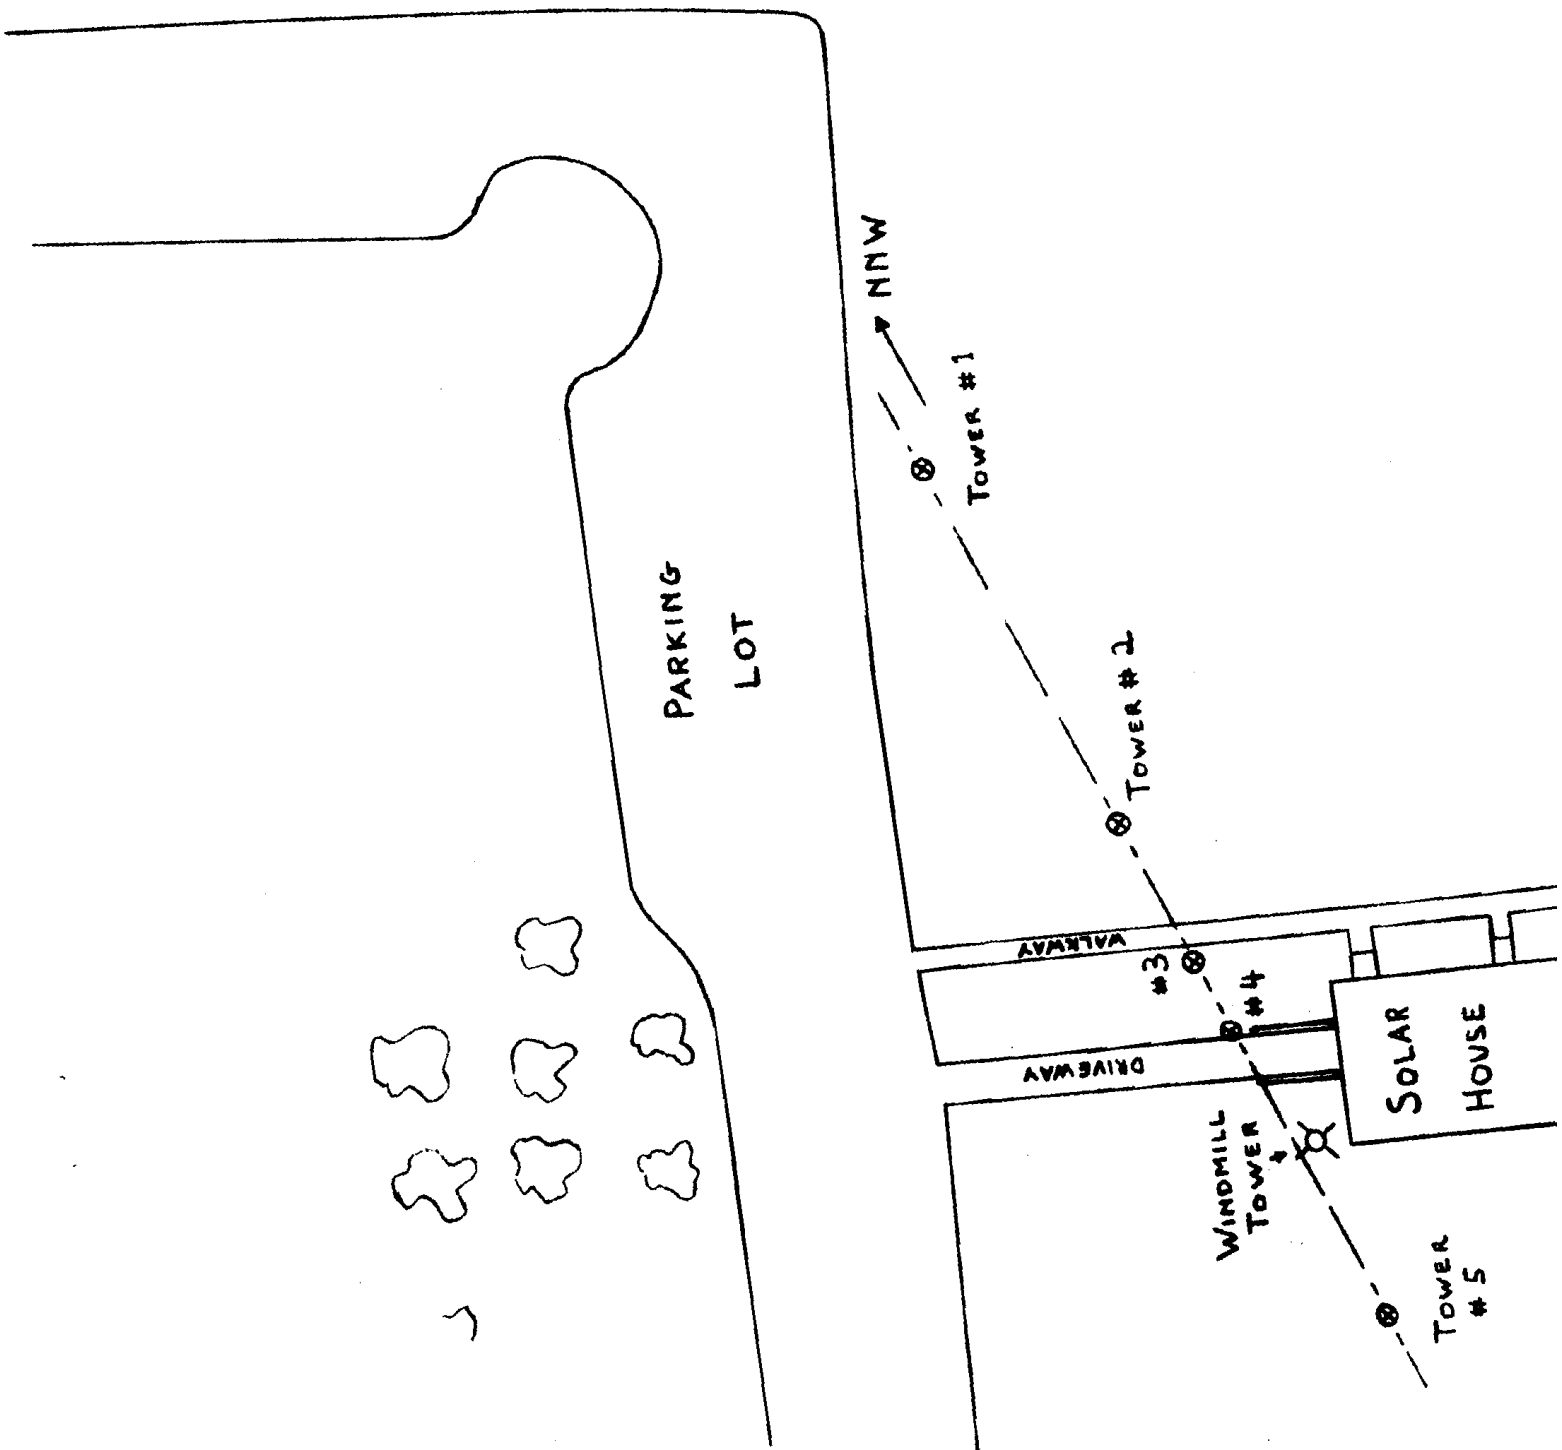 NNW
TOWER #1
PARKING
LOT
TOWER #2
WALKWAY
#3
#4
DRIVEWAY
SOLAR
HOUSE
WINDMILL
TOWER
TOWER
#5